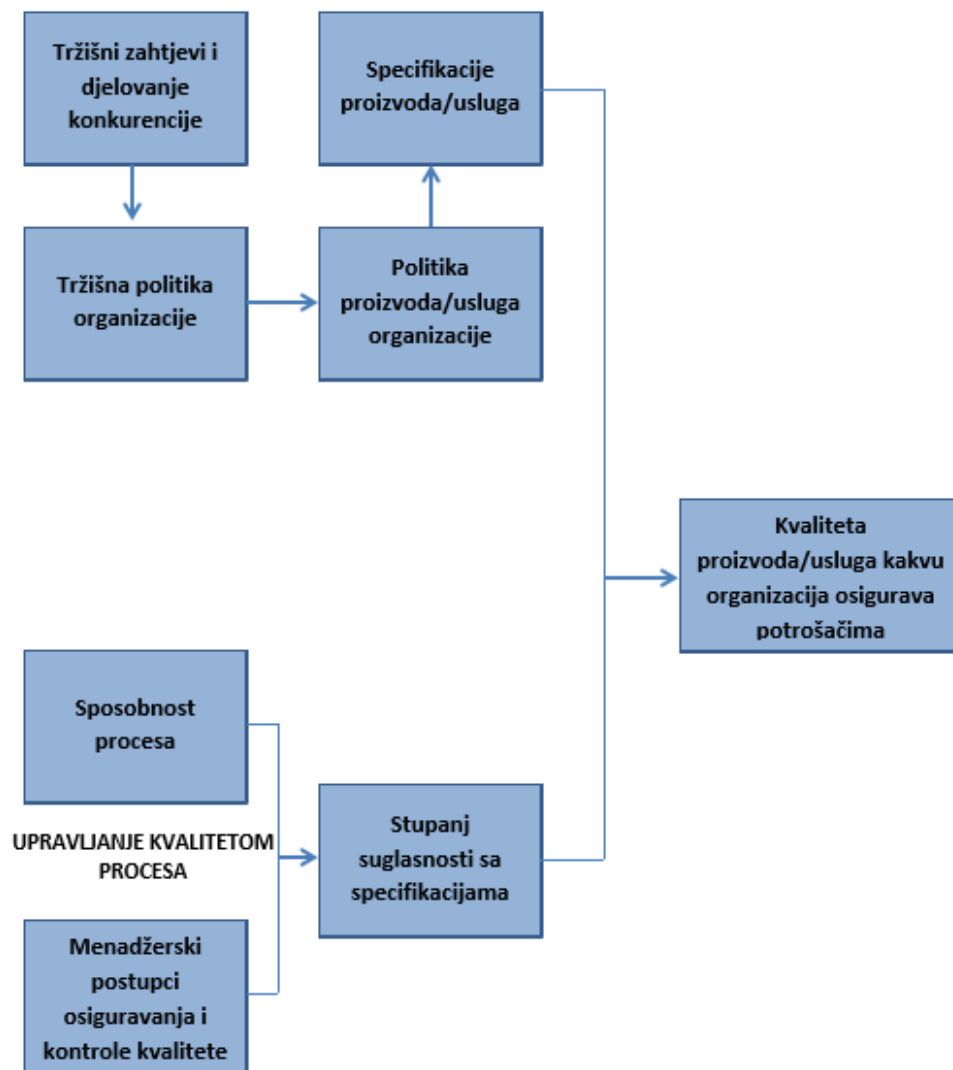 Tržišni zahtjevi i
djelovanje
konkurencije
Specifikacije
proizvoda/usluga
Tržišna politika
organizacije
Politika
proizvoda/usluga
organizacije
Kvaliteta
proizvoda/usluga kakvu
organizacija osigurava
potrošačima
Sposobnost
procesa
UPRAVLJANJE KVALITETOM
PROCESA
Stupanj
suglasnosti sa
specifikacijama
Menadžerski
postupci
osiguravanja i
kontrole kvalitete